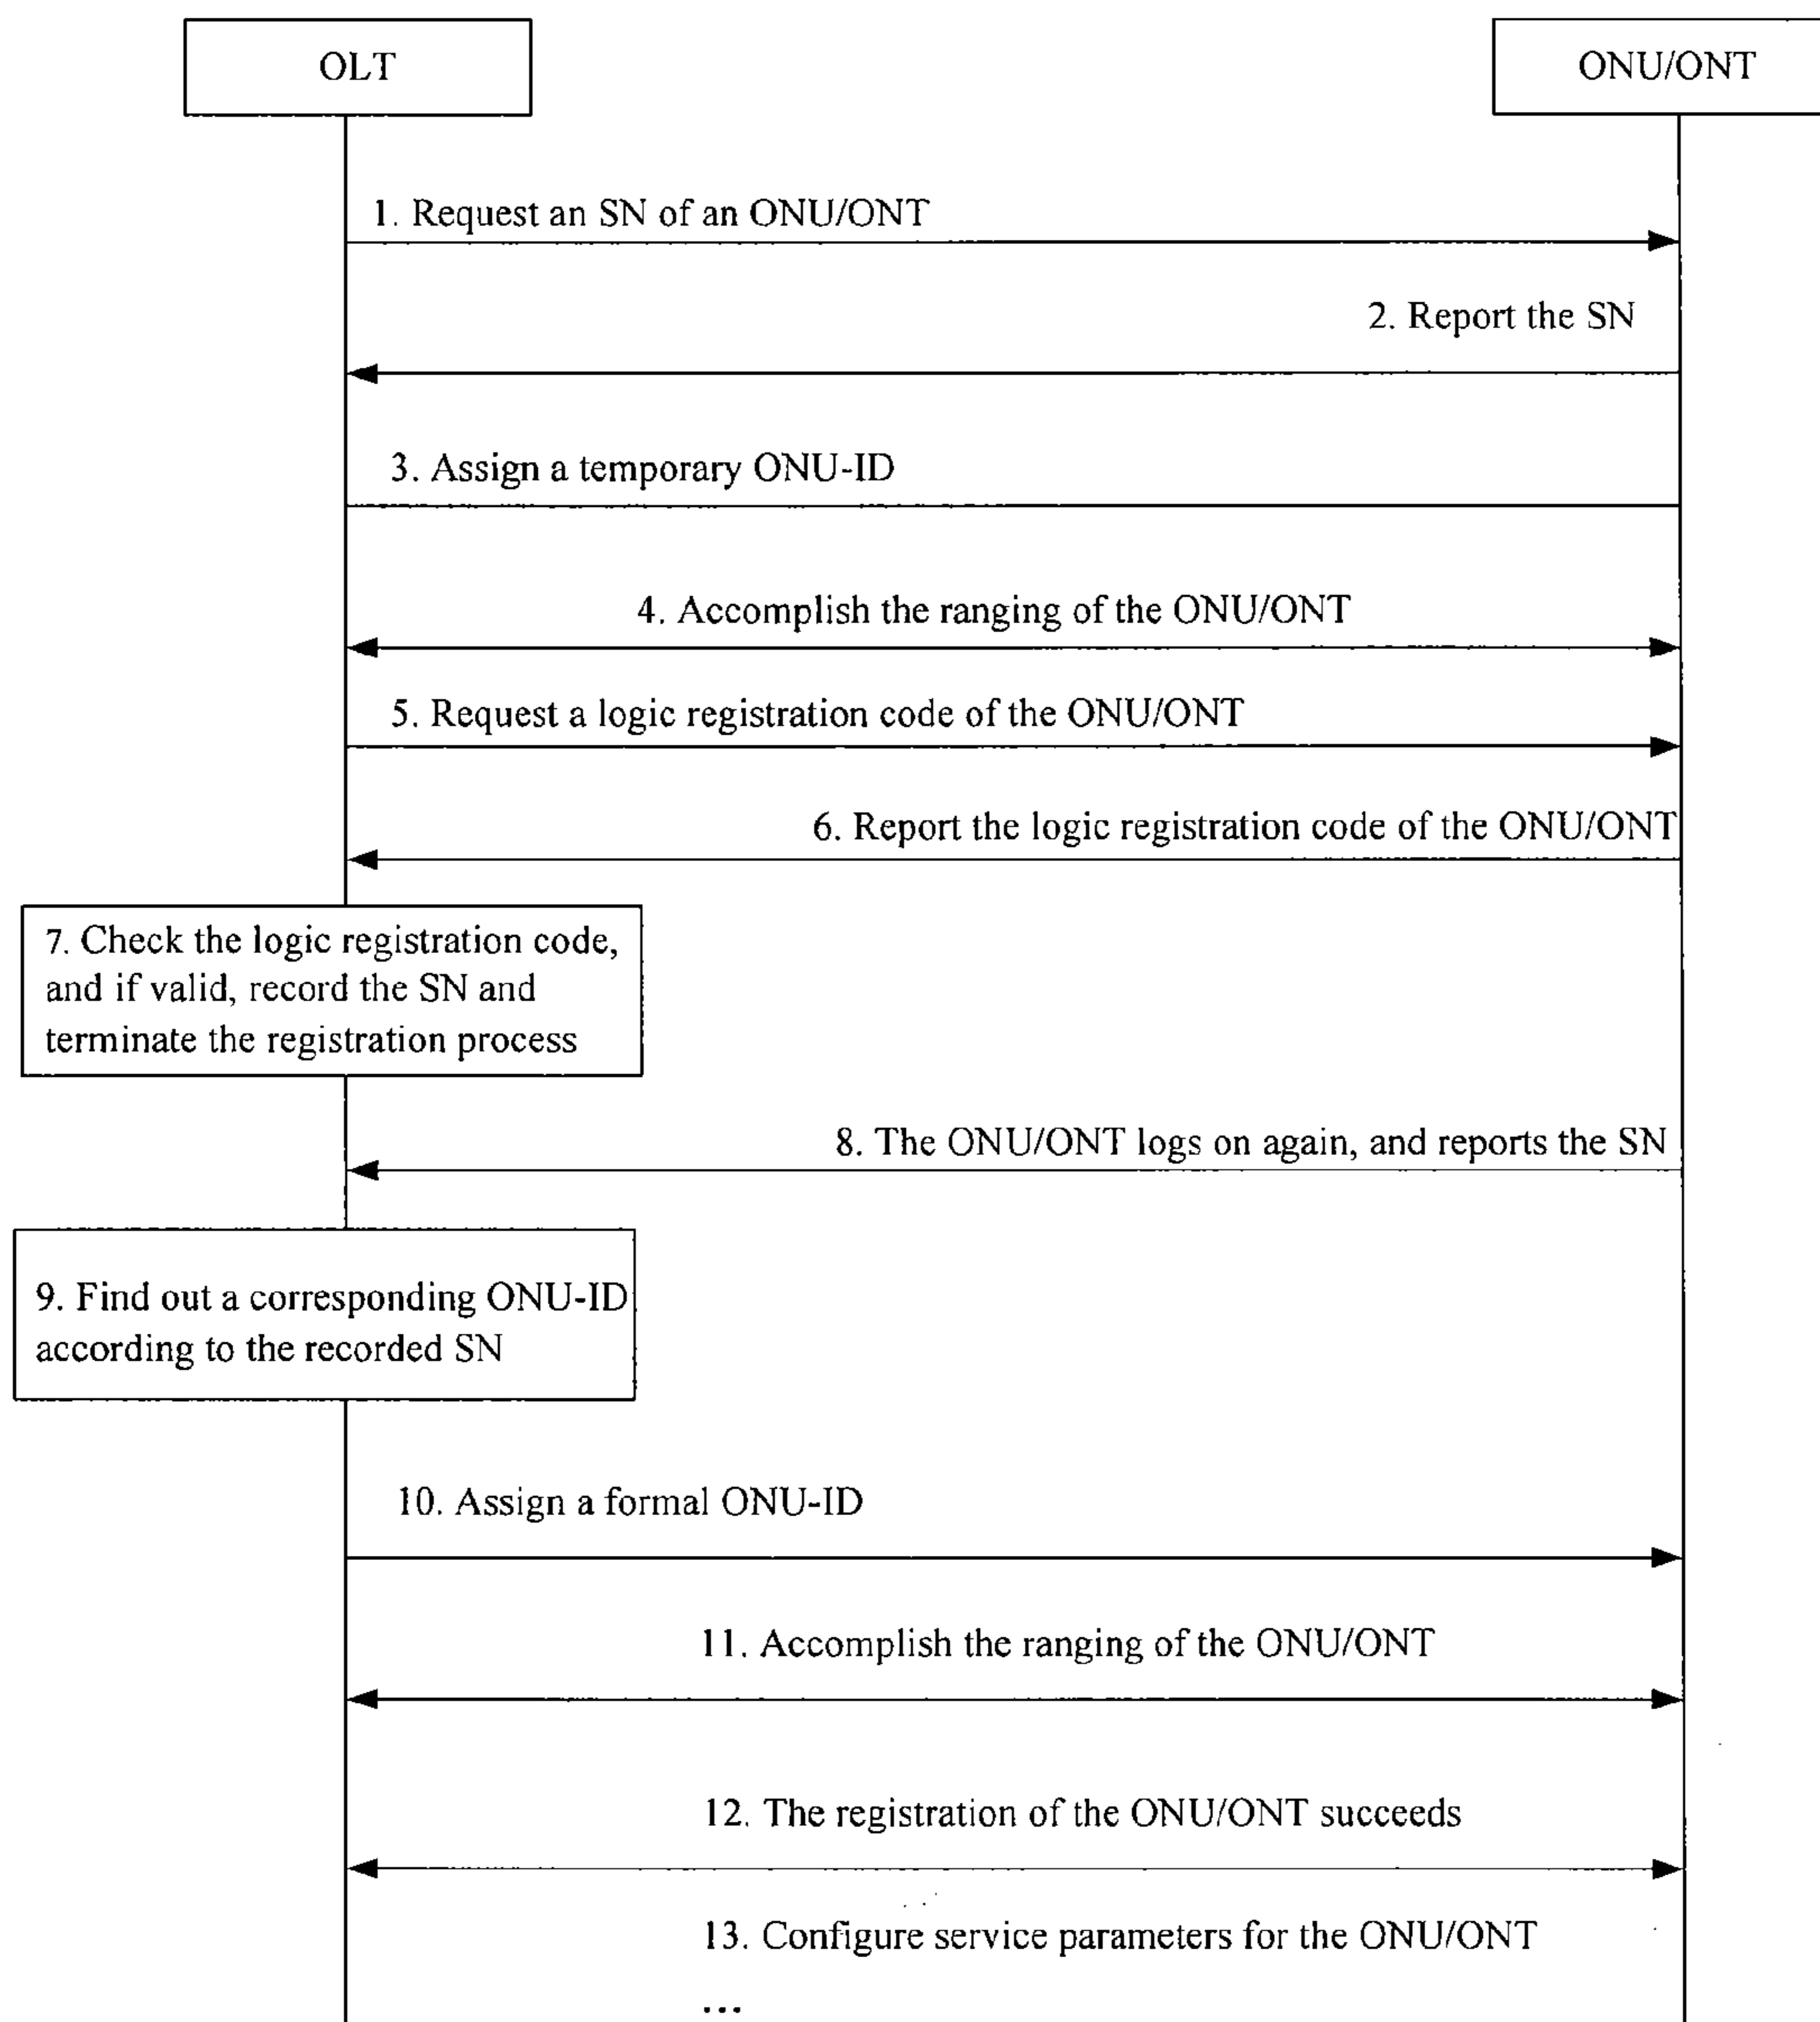 OLT
ONU/ONT
1. Request an SN of an ONU/ONT
2. Report the SN
3. Assign a temporary ONU-ID
4. Accomplish the ranging of the ONU/ONT
5. Request a logic registration code of the ONU/ONT
6. Report the logic registration code of the ONU/ONT
7. Check the logic registration code,
and if valid, record the SN and
terminate the registration process
8. The ONU/ONT logs on again, and reports the SN
9. Find out a corresponding ONU-ID
according to the recorded SN
10. Assign a formal ONU-ID
11. Accomplish the ranging of the ONU/ONT
12. The registration of the ONU/ONT succeeds
13. Configure service parameters for the ONU/ONT
...